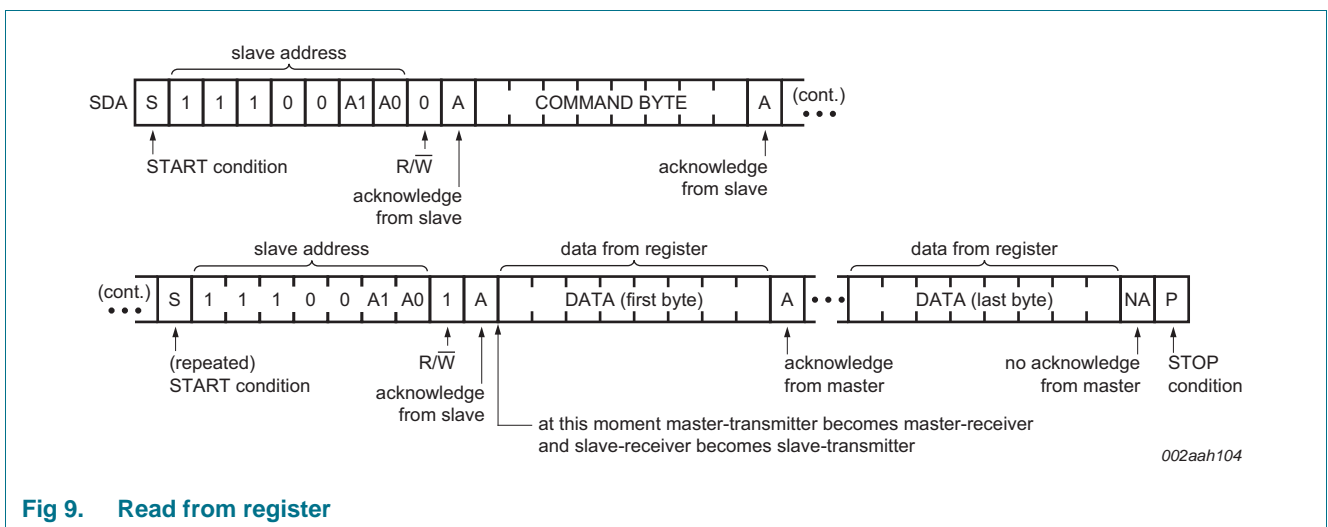 slave address
SDA S 1 1 1 0 0 A1 A0 0 A COMMAND BYTE A (cont.)
START condition R/W̅ acknowledge from slave acknowledge from slave
slave address data from register data from register
(cont.) S 1 1 1 0 0 A1 A0 1 A DATA (first byte) A DATA (last byte) NA P
(repeated) START condition R/W̅ acknowledge from slave acknowledge from master no acknowledge from master STOP condition
at this moment master-transmitter becomes master-receiver
and slave-receiver becomes slave-transmitter
002aah104
Fig 9. Read from register